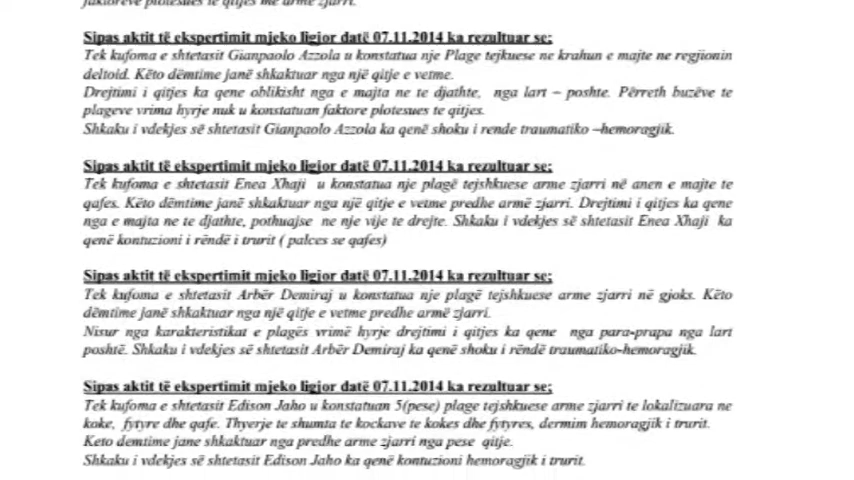 faktoreve plotesues te qitjes me arme zjarri.
Sipas aktit të ekspertimit mjeko ligjor datë 07.11.2014 ka rezultuar se;
Tek kufoma e shtetasit Gianpaolo Azzola u konstatua nje Plage tejkuese ne krahun e majte ne regjionin
deltoid. Këto dëmtime janë shkaktuar nga një qitje e vetme.
Drejtimi i qitjes ka qene oblikisht nga e majta ne te djathte, nga lart – poshte. Përreth buzëve te
plageve vrima hyrje nuk u konstatuan faktore plotesues te qitjes.
Shkaku i vdekjes së shtetasit Gianpaolo Azzola ka qenë shoku i rende traumatiko –hemoragjik.
Sipas aktit të ekspertimit mjeko ligjor datë 07.11.2014 ka rezultuar se;
Tek kufoma e shtetasit Enea Xhaji u konstatua nje plagë tejshkuese arme zjarri në anen e majte te
qafes. Këto dëmtime janë shkaktuar nga një qitje e vetme predhe armë zjarri. Drejtimi i qitjes ka qene
nga e majta ne te djathte, pothuajse ne nje vije te drejte. Shkaku i vdekjes së shtetasit Enea Xhaji ka
qenë kontuzioni i rëndë i trurit ( palces se qafes)
Sipas aktit të ekspertimit mjeko ligjor datë 07.11.2014 ka rezultuar se;
Tek kufoma e shtetasit Arbër Demiraj u konstatua nje plagë tejshkuese arme zjarri në gjoks. Këto
dëmtime janë shkaktuar nga një qitje e vetme predhe armë zjarri.
Nisur nga karakteristikat e plagës vrimë hyrje drejtimi i qitjes ka qene nga para-prapa nga lart
poshtë. Shkaku i vdekjes së shtetasit Arbër Demiraj ka qenë shoku i rëndë traumatiko-hemoragjik.
Sipas aktit të ekspertimit mjeko ligjor datë 07.11.2014 ka rezultuar se;
Tek kufoma e shtetasit Edison Jaho u konstatuan 5(pese) plage tejshkuese arme zjarri te lokalizuara ne
koke, fytyre dhe qafe. Thyerje te shumta te kockave te kokes dhe fytyres, dermim hemoragjik i trurit.
Keto demtime jane shkaktuar nga predhe arme zjarri nga pese qitje.
Shkaku i vdekjes së shtetasit Edison Jaho ka qenë kontuzioni hemoragjik i trurit.